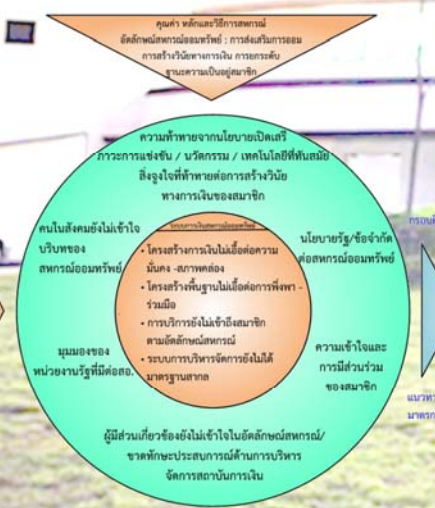 คุณค่า หลักและวิธีการสหกรณ์
อัตลักษณ์สหกรณ์ออมทรัพย์ : การส่งเสริมการออม
การสร้างวินัยทางการเงิน การยกระดับ
ฐานะความเป็นอยู่สมาชิก
ความท้าทายจากนโยบายเปิดเสรี
ภาวะการแข่งขัน / นวัตกรรม / เทคโนโลยีที่ทันสมัย
สิ่งจูงใจที่ท้าทายต่อการสร้างวินัย
ทางการเงินของสมาชิก
คนในสังคมยังไม่เข้าใจ
บริบทของ
สหกรณ์ออมทรัพย์
ระบบการเงินสหกรณ์ออมทรัพย์
• โครงสร้างการเงินไม่เอื้อต่อความ
มั่นคง -สภาพคล่อง
• โครงสร้างพื้นฐานไม่เอื้อต่อการพึ่งพา -
ร่วมมือ
• การบริการยังไม่เข้าถึงสมาชิก
ตามอัตลักษณ์สหกรณ์
• ระบบการบริหารจัดการยังไม่ได้
มาตรฐานสากล
นโยบายรัฐ/ข้อจำกัด
ต่อสหกรณ์ออมทรัพย์
มุมมองของ
หน่วยงานรัฐที่มีต่อสอ.
ความเข้าใจและ
การมีส่วนร่วม
ของสมาชิก
ผู้มีส่วนเกี่ยวข้องยังไม่เข้าใจในอัตลักษณ์สหกรณ์/
ขาดทักษะประสบการณ์ด้านการบริหาร
จัดการสถาบันการเงิน